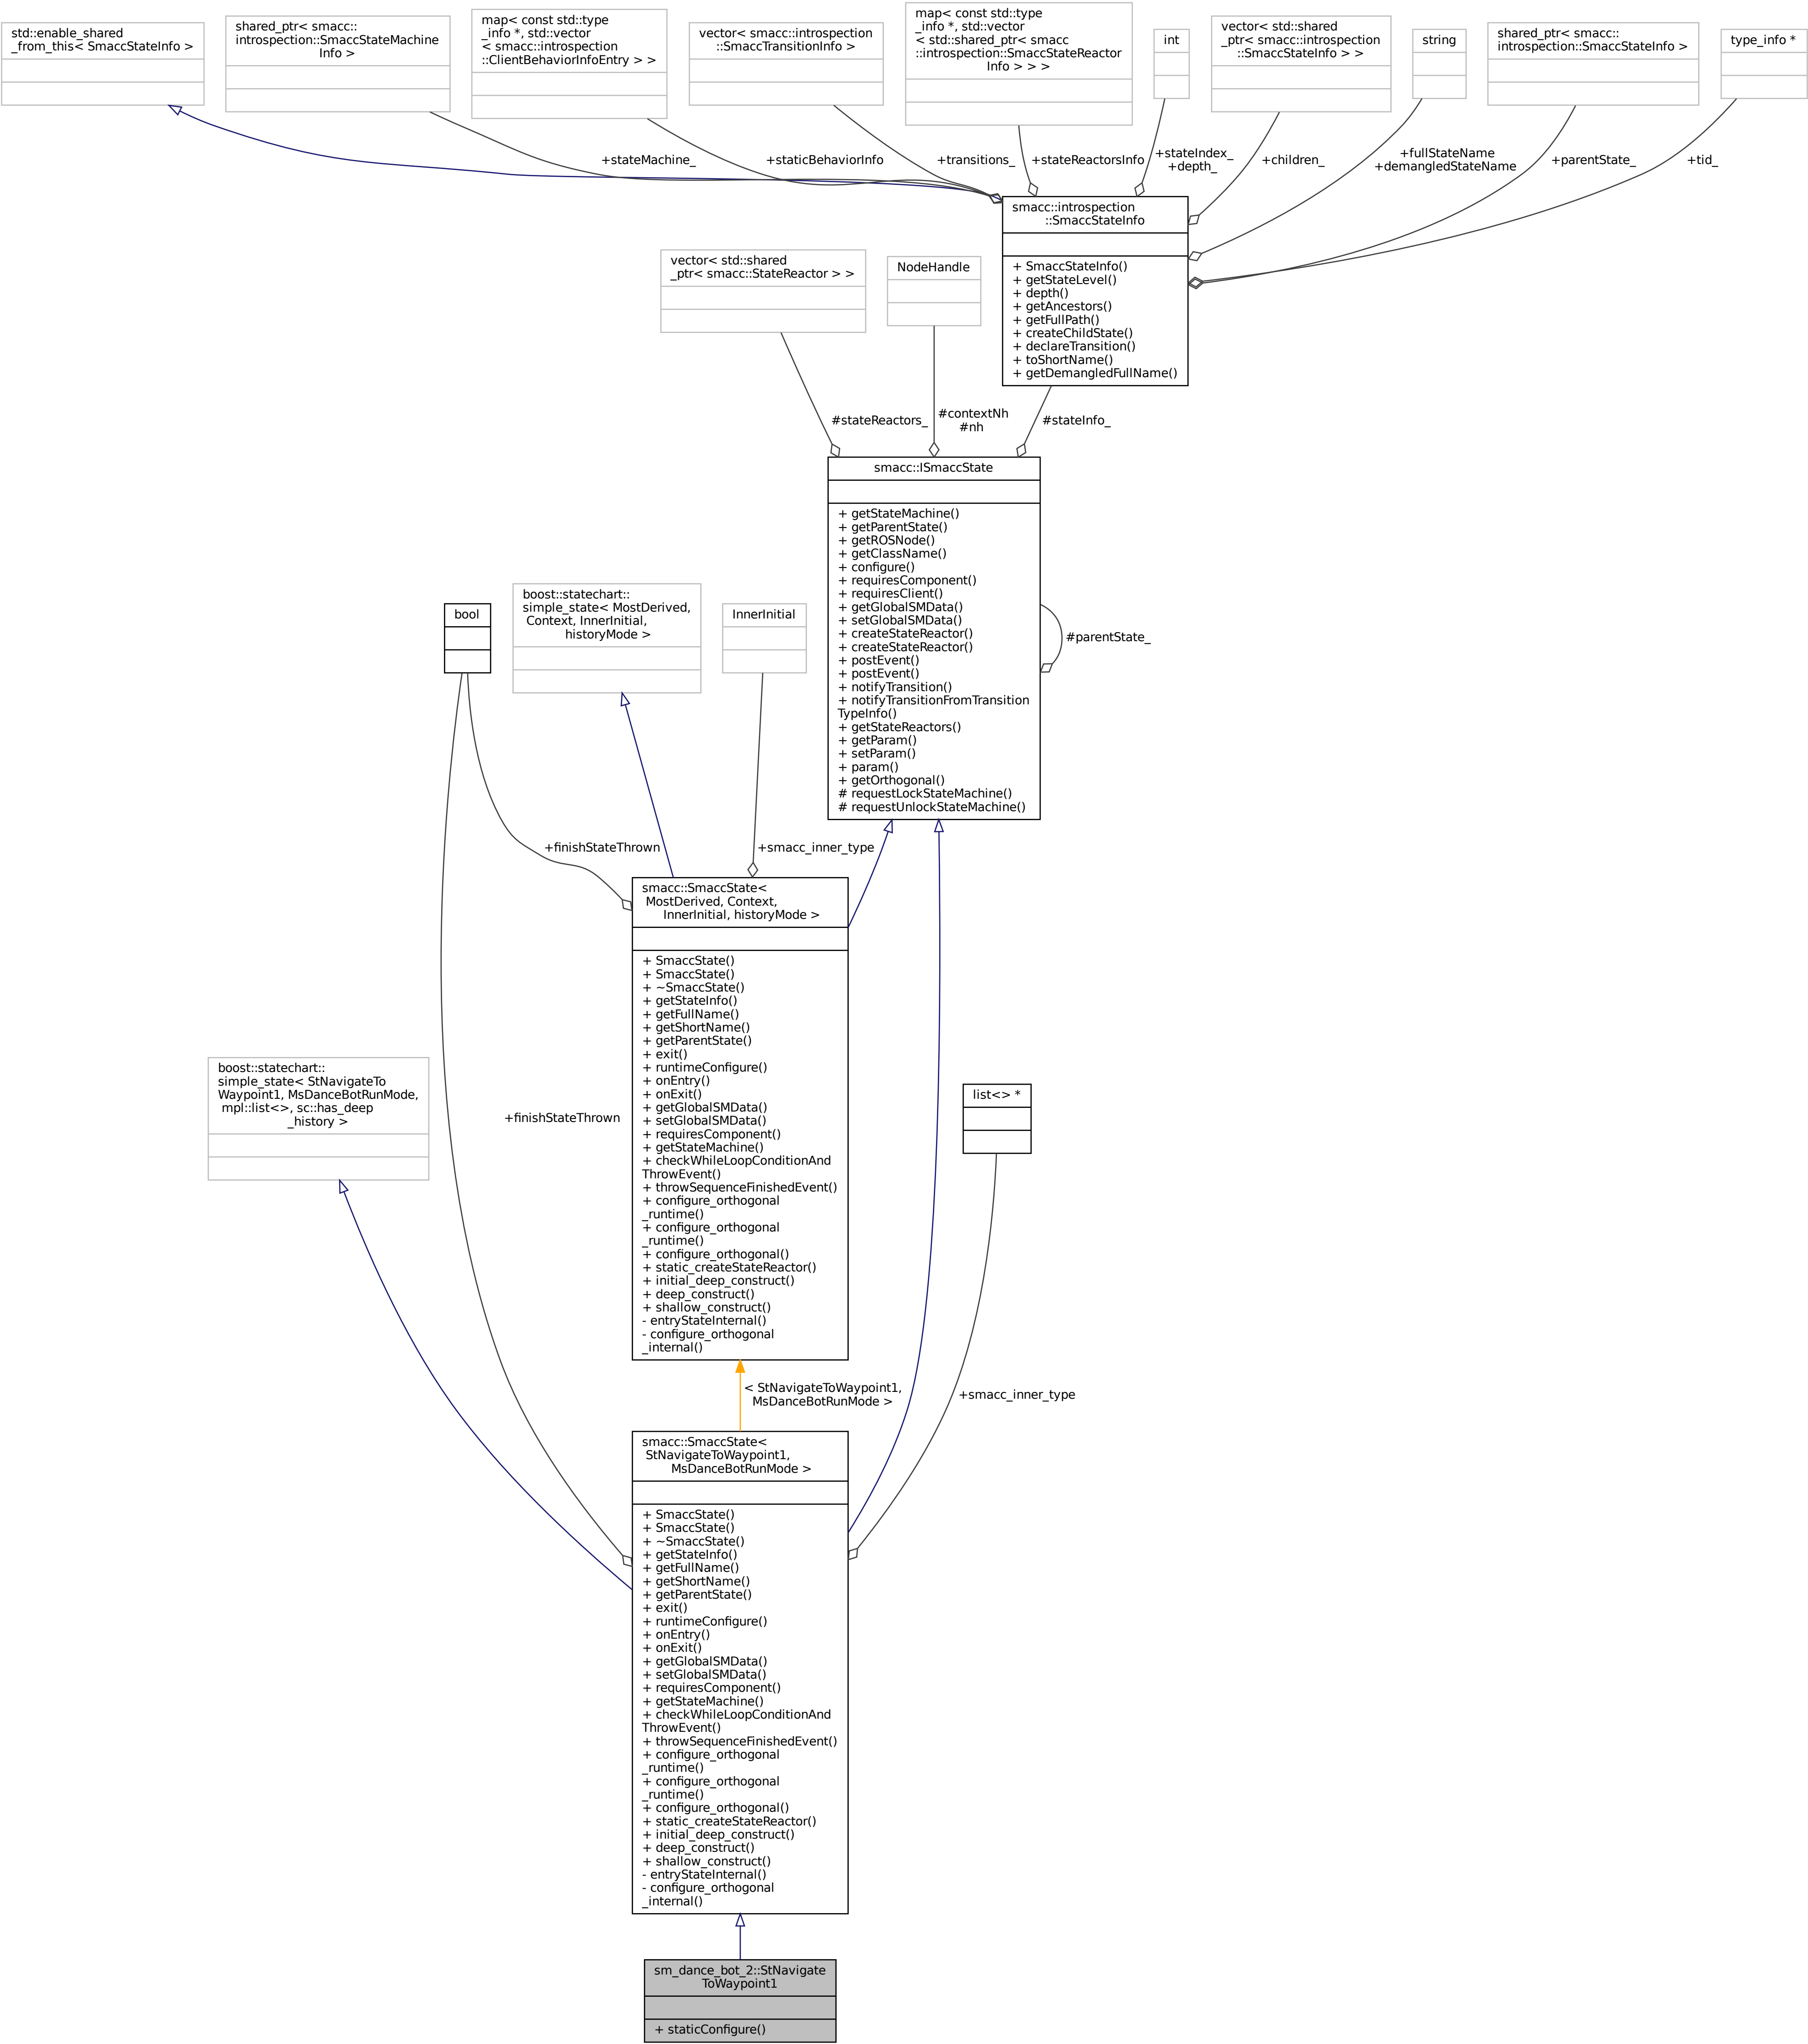 std::enable_shared
_from_this< SmaccStateInfo >
shared_ptr< smacc::
introspection::SmaccStateMachine
Info >
map< const std::type
_info *, std::vector
< smacc::introspection
::ClientBehaviorInfoEntry > >
vector< smacc::introspection
::SmaccTransitionInfo >
map< const std::type
_info *, std::vector
< std::shared_ptr< smacc
::introspection::SmaccStateReactor
Info > > >
int
vector< std::shared
_ptr< smacc::introspection
::SmaccStateInfo > >
string
shared_ptr< smacc::
introspection::SmaccStateInfo >
type_info *
+stateMachine_
+staticBehaviorInfo
+transitions_
+stateReactorsInfo
+stateIndex_
+depth_
+children_
+fullStateName
+demangledStateName
+parentState_
+tid_
smacc::introspection
::SmaccStateInfo
+ SmaccStateInfo()
+ getStateLevel()
+ depth()
+ getAncestors()
+ getFullPath()
+ createChildState()
+ declareTransition()
+ toShortName()
+ getDemangledFullName()
vector< std::shared
_ptr< smacc::StateReactor > >
NodeHandle
#stateReactors_
#contextNh
#nh
#stateInfo_
smacc::ISmaccState
+ getStateMachine()
+ getParentState()
+ getROSNode()
+ getClassName()
+ configure()
+ requiresComponent()
+ requiresClient()
+ getGlobalSMData()
+ setGlobalSMData()
+ createStateReactor()
+ createStateReactor()
+ postEvent()
+ postEvent()
+ notifyTransition()
+ notifyTransitionFromTransition
TypeInfo()
+ getStateReactors()
+ getParam()
+ setParam()
+ param()
+ getOrthogonal()
# requestLockStateMachine()
# requestUnlockStateMachine()
#parentState_
bool
boost::statechart::
simple_state< MostDerived,
Context, InnerInitial,
historyMode >
InnerInitial
+finishStateThrown
+smacc_inner_type
smacc::SmaccState<
MostDerived, Context,
InnerInitial, historyMode >
+ SmaccState()
+ SmaccState()
+ ~SmaccState()
+ getStateInfo()
+ getFullName()
+ getShortName()
+ getParentState()
+ exit()
+ runtimeConfigure()
+ onEntry()
+ onExit()
+ getGlobalSMData()
+ setGlobalSMData()
+ requiresComponent()
+ getStateMachine()
+ checkWhileLoopConditionAnd
ThrowEvent()
+ throwSequenceFinishedEvent()
+ configure_orthogonal
_runtime()
+ configure_orthogonal
_runtime()
+ configure_orthogonal()
+ static_createStateReactor()
+ initial_deep_construct()
+ deep_construct()
+ shallow_construct()
- entryStateInternal()
- configure_orthogonal
_internal()
boost::statechart::
simple_state< StNavigateTo
Waypoint1, MsDanceBotRunMode,
mpl::list<>, sc::has_deep
_history >
+finishStateThrown
list<> *
< StNavigateToWaypoint1,
MsDanceBotRunMode >
+smacc_inner_type
smacc::SmaccState<
StNavigateToWaypoint1,
MsDanceBotRunMode >
+ SmaccState()
+ SmaccState()
+ ~SmaccState()
+ getStateInfo()
+ getFullName()
+ getShortName()
+ getParentState()
+ exit()
+ runtimeConfigure()
+ onEntry()
+ onExit()
+ getGlobalSMData()
+ setGlobalSMData()
+ requiresComponent()
+ getStateMachine()
+ checkWhileLoopConditionAnd
ThrowEvent()
+ throwSequenceFinishedEvent()
+ configure_orthogonal
_runtime()
+ configure_orthogonal
_runtime()
+ configure_orthogonal()
+ static_createStateReactor()
+ initial_deep_construct()
+ deep_construct()
+ shallow_construct()
- entryStateInternal()
- configure_orthogonal
_internal()
sm_dance_bot_2::StNavigate
ToWaypoint1
+ staticConfigure()